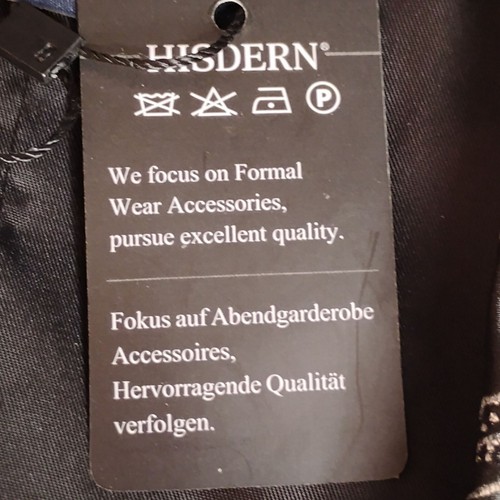 HISDERN®
P
We focus on Formal
Wear Accessories,
pursue excellent quality.
Fokus auf Abendgarderobe
Accessoires,
Hervorragende Qualität
verfolgen.